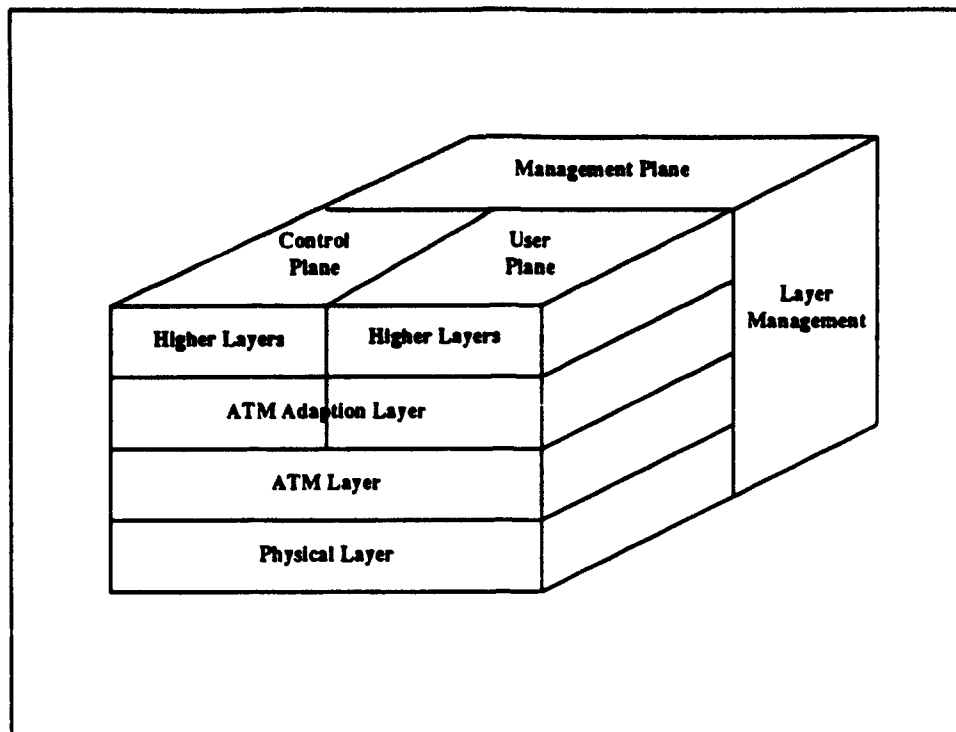 Management Plane
Control
Plane
User
Plane
Layer
Management
Higher Layers
Higher Layers
ATM Adaption Layer
ATM Layer
Physical Layer